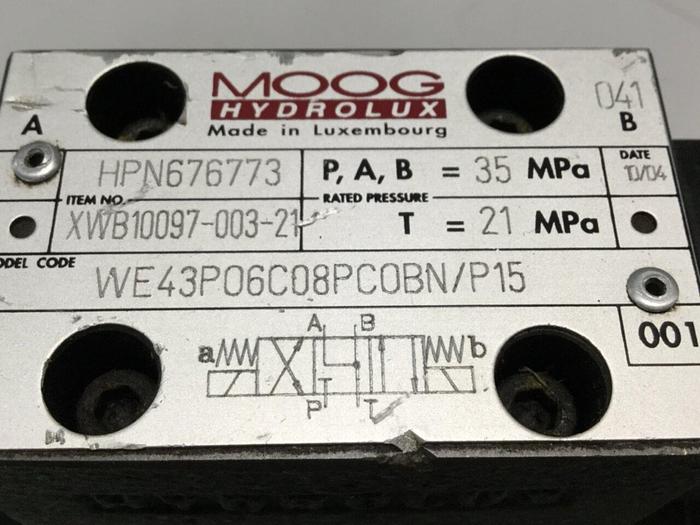 MOOG
HYDROLUX
Made in Luxembourg
041
A
B
HPN676773
P, A, B = 35 MPa
DATE
10/04
ITEM NO.
RATED PRESSURE
XWB10097-003-21
T = 21 MPa
ODEL CODE
WE43P06C08PC0BN/P15
001
A B
a b
T
P T